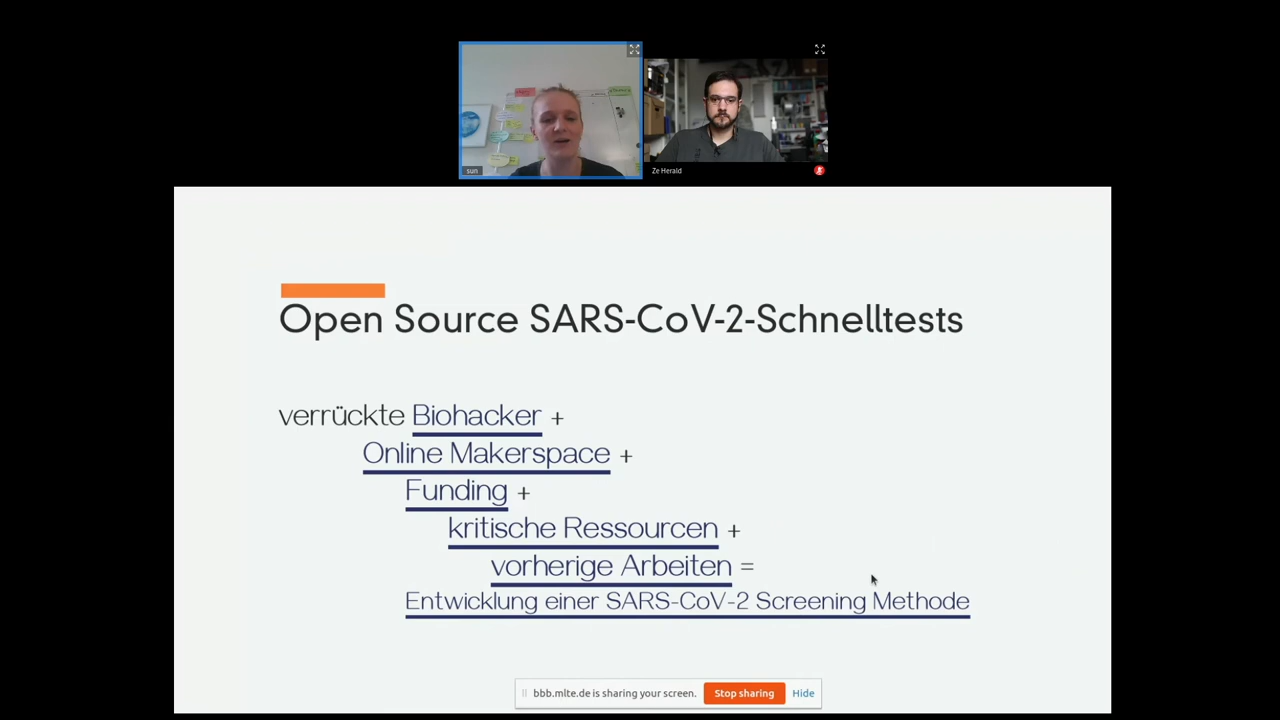 sun
Ze Herald
Open Source SARS-CoV-2-Schnelltests
verrückte Biohacker +
Online Makerspace +
Funding +
kritische Ressourcen +
vorherige Arbeiten =
Entwicklung einer SARS-CoV-2 Screening Methode
bbb.mlte.de is sharing your screen. Stop sharing Hide